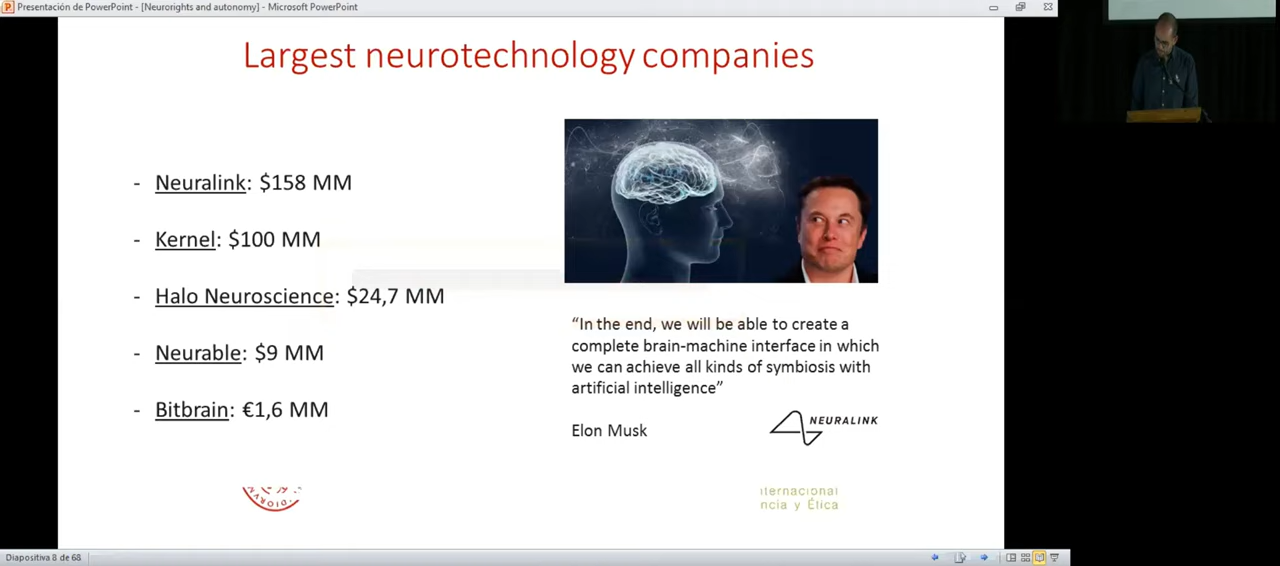 Presentación de PowerPoint - [Neurorights and autonomy] - Microsoft PowerPoint
Largest neurotechnology companies
- Neuralink: $158 MM
- Kernel: $100 MM
- Halo Neuroscience: $24,7 MM
- Neurable: $9 MM
- Bitbrain: €1,6 MM
“In the end, we will be able to create a
complete brain-machine interface in which
we can achieve all kinds of symbiosis with
artificial intelligence”
Elon Musk
NEURALINK
ternacional
ncia y Ética
Diapositiva 8 de 68